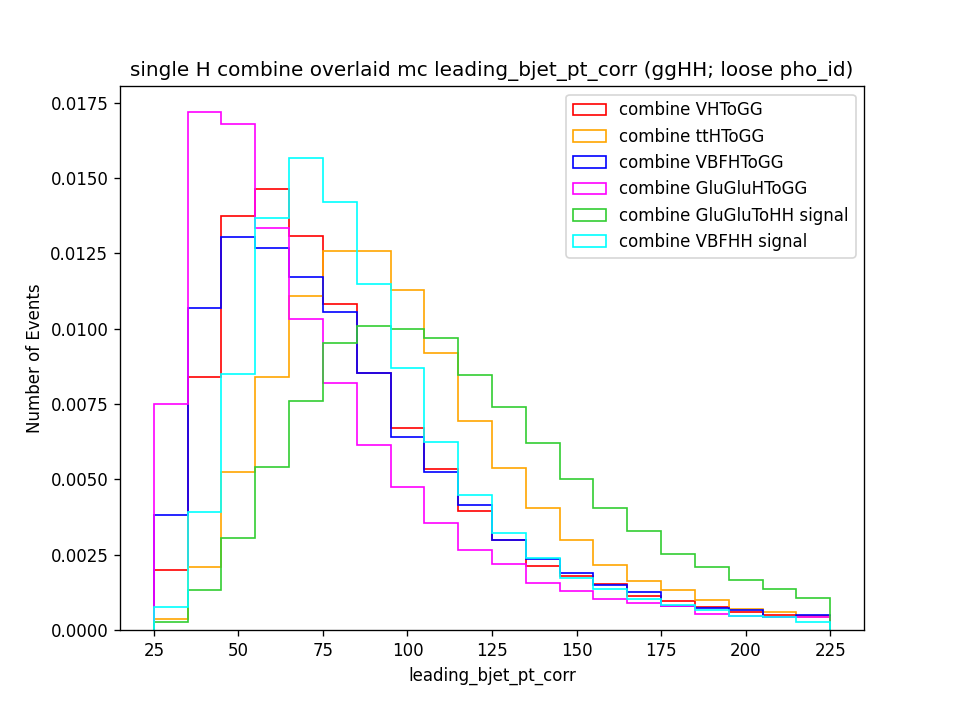 single H combine overlaid mc leading_bjet_pt_corr (ggHH; loose pho_id)
combine VHToGG
combine ttHToGG
combine VBFHToGG
combine GluGluHToGG
combine GluGluToHH signal
combine VBFHH signal
Number of Events
0.0175
0.0150
0.0125
0.0100
0.0075
0.0050
0.0025
0.0000
25 50 75 100 125 150 175 200 225
leading_bjet_pt_corr